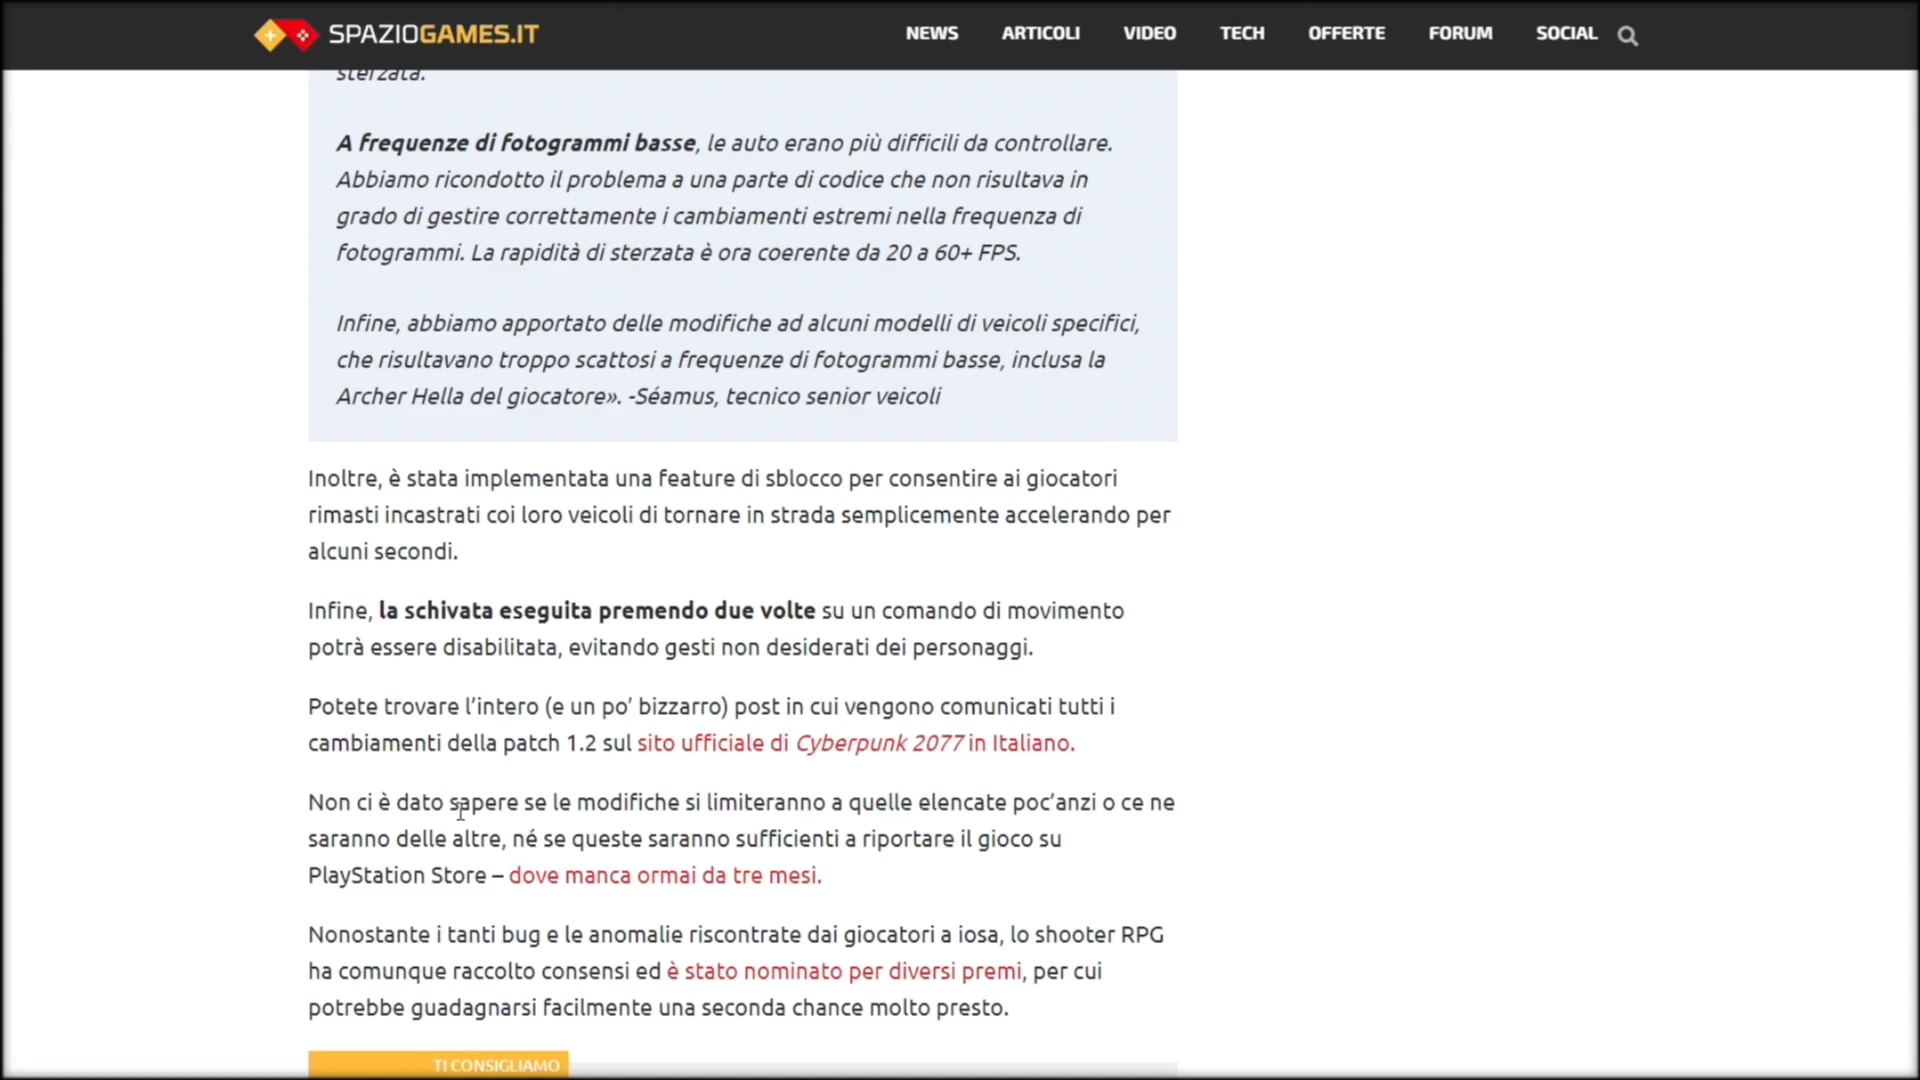 SPAZIOGAMES.IT
NEWS ARTICOLI VIDEO TECH OFFERTE FORUM SOCIAL
sterzata.
A frequenze di fotogrammi basse, le auto erano più difficili da controllare.
Abbiamo ricondotto il problema a una parte di codice che non risultava in
grado di gestire correttamente i cambiamenti estremi nella frequenza di
fotogrammi. La rapidità di sterzata è ora coerente da 20 a 60+ FPS.
Infine, abbiamo apportato delle modifiche ad alcuni modelli di veicoli specifici,
che risultavano troppo scattosi a frequenze di fotogrammi basse, inclusa la
Archer Hella del giocatore». -Séamus, tecnico senior veicoli
Inoltre, è stata implementata una feature di sblocco per consentire ai giocatori
rimasti incastrati coi loro veicoli di tornare in strada semplicemente accelerando per
alcuni secondi.
Infine, la schivata eseguita premendo due volte su un comando di movimento
potrà essere disabilitata, evitando gesti non desiderati dei personaggi.
Potete trovare l’intero (e un po’ bizzarro) post in cui vengono comunicati tutti i
cambiamenti della patch 1.2 sul sito ufficiale di Cyberpunk 2077 in Italiano.
Non ci è dato sapere se le modifiche si limiteranno a quelle elencate poc’anzi o ce ne
saranno delle altre, né se queste saranno sufficienti a riportare il gioco su
PlayStation Store – dove manca ormai da tre mesi.
Nonostante i tanti bug e le anomalie riscontrate dai giocatori a iosa, lo shooter RPG
ha comunque raccolto consensi ed è stato nominato per diversi premi, per cui
potrebbe guadagnarsi facilmente una seconda chance molto presto.
TI CONSIGLIAMO